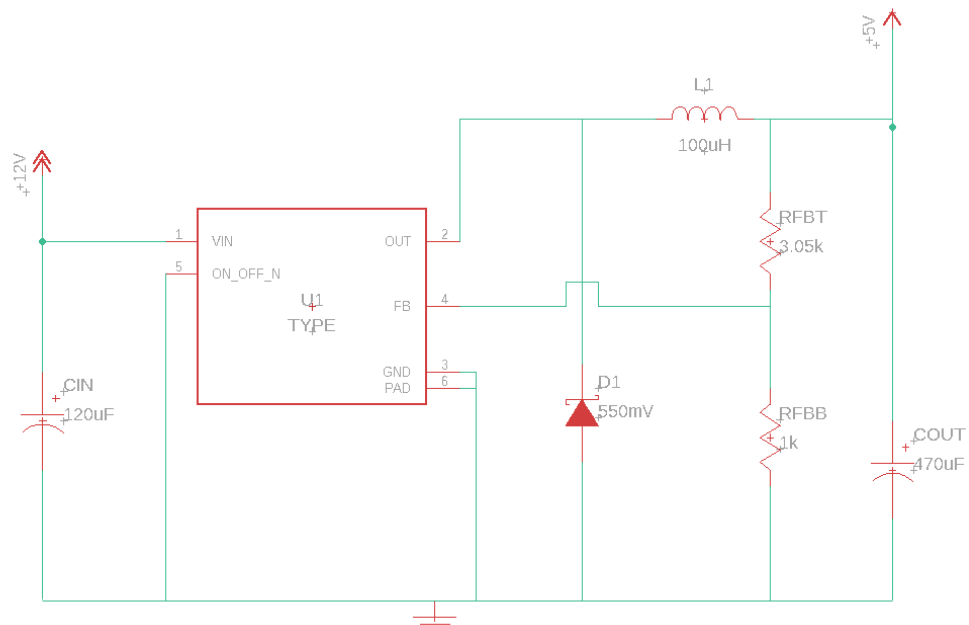 +5V
L1
100uH
+12V
1
VIN
OUT
2
5
ON_OFF_N
RFBT
3.05k
U1
TYPE
FB
4
GND
3
PAD
6
CIN
120uF
D1
550mV
RFBB
1k
COUT
470uF